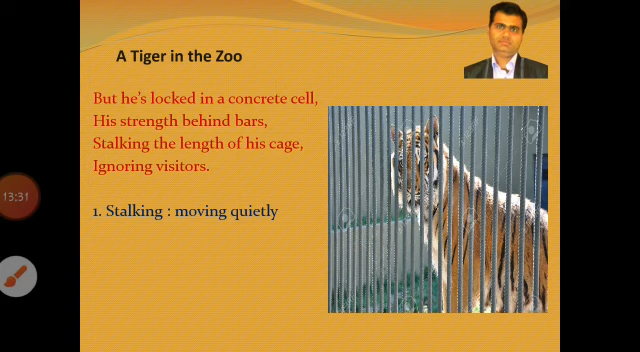 A Tiger in the Zoo
But he's locked in a concrete cell,
His strength behind bars,
Stalking the length of his cage,
Ignoring visitors.
13:31
1. Stalking : moving quietly